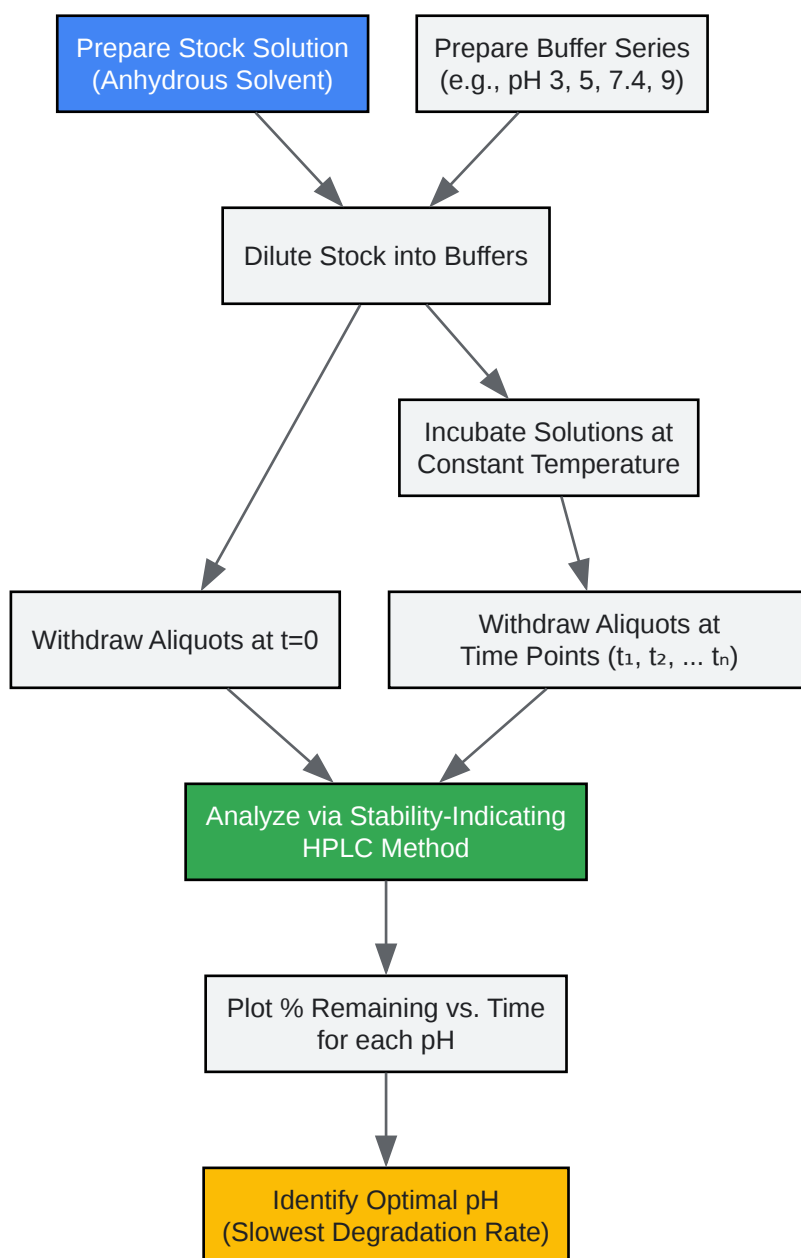 Prepare Stock Solution
(Anhydrous Solvent)
Prepare Buffer Series
(e.g., pH 3, 5, 7.4, 9)
Dilute Stock into Buffers
Incubate Solutions at
Constant Temperature
Withdraw Aliquots at t=0
Withdraw Aliquots at
Time Points (t₁, t₂, ... tₙ)
Analyze via Stability-Indicating
HPLC Method
Plot % Remaining vs. Time
for each pH
Identify Optimal pH
(Slowest Degradation Rate)